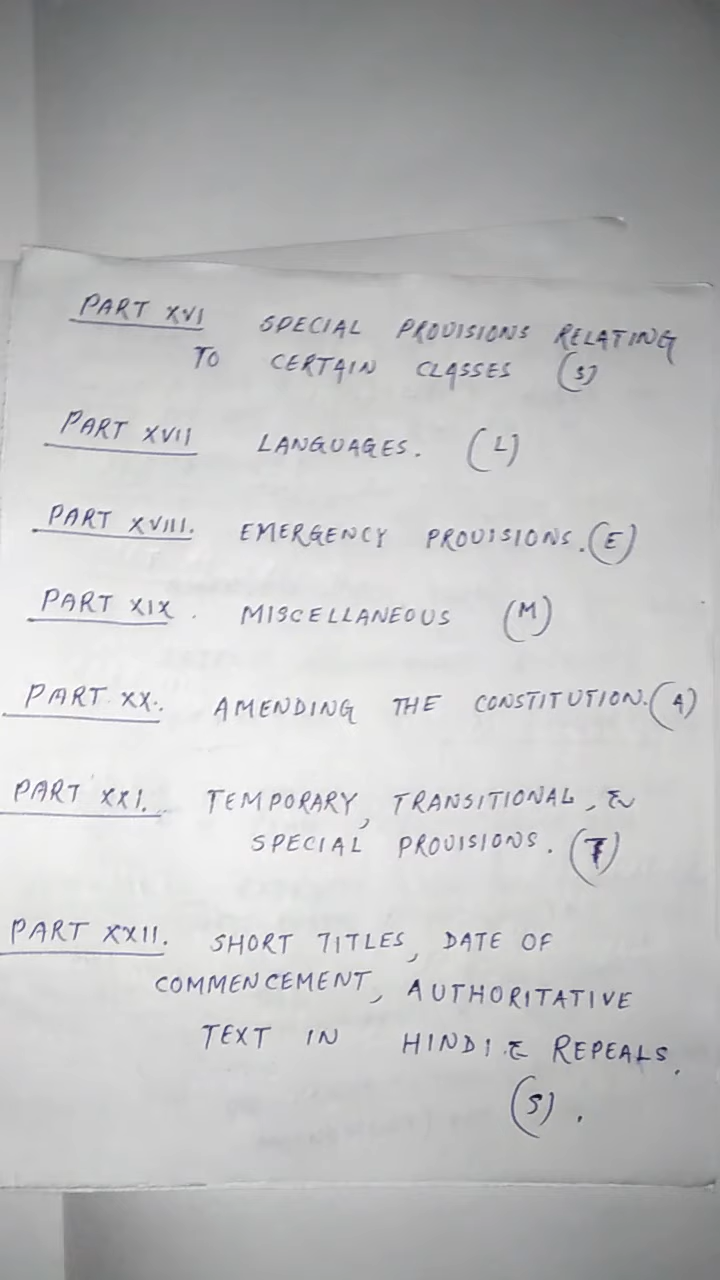 PART XVI SPECIAL PROVISIONS RELATING
TO CERTAIN CLASSES (S)
PART XVII LANGUAGES. (L)
PART XVIII. EMERGENCY PROVISIONS. (E)
PART XIX. MISCELLANEOUS (M)
PART XX. AMENDING THE CONSTITUTION. (A)
PART XXI. TEMPORARY, TRANSITIONAL, &
SPECIAL PROVISIONS. (T)
PART XXII. SHORT TITLES, DATE OF
COMMENCEMENT, AUTHORITATIVE
TEXT IN HINDI & REPEALS.
(S).